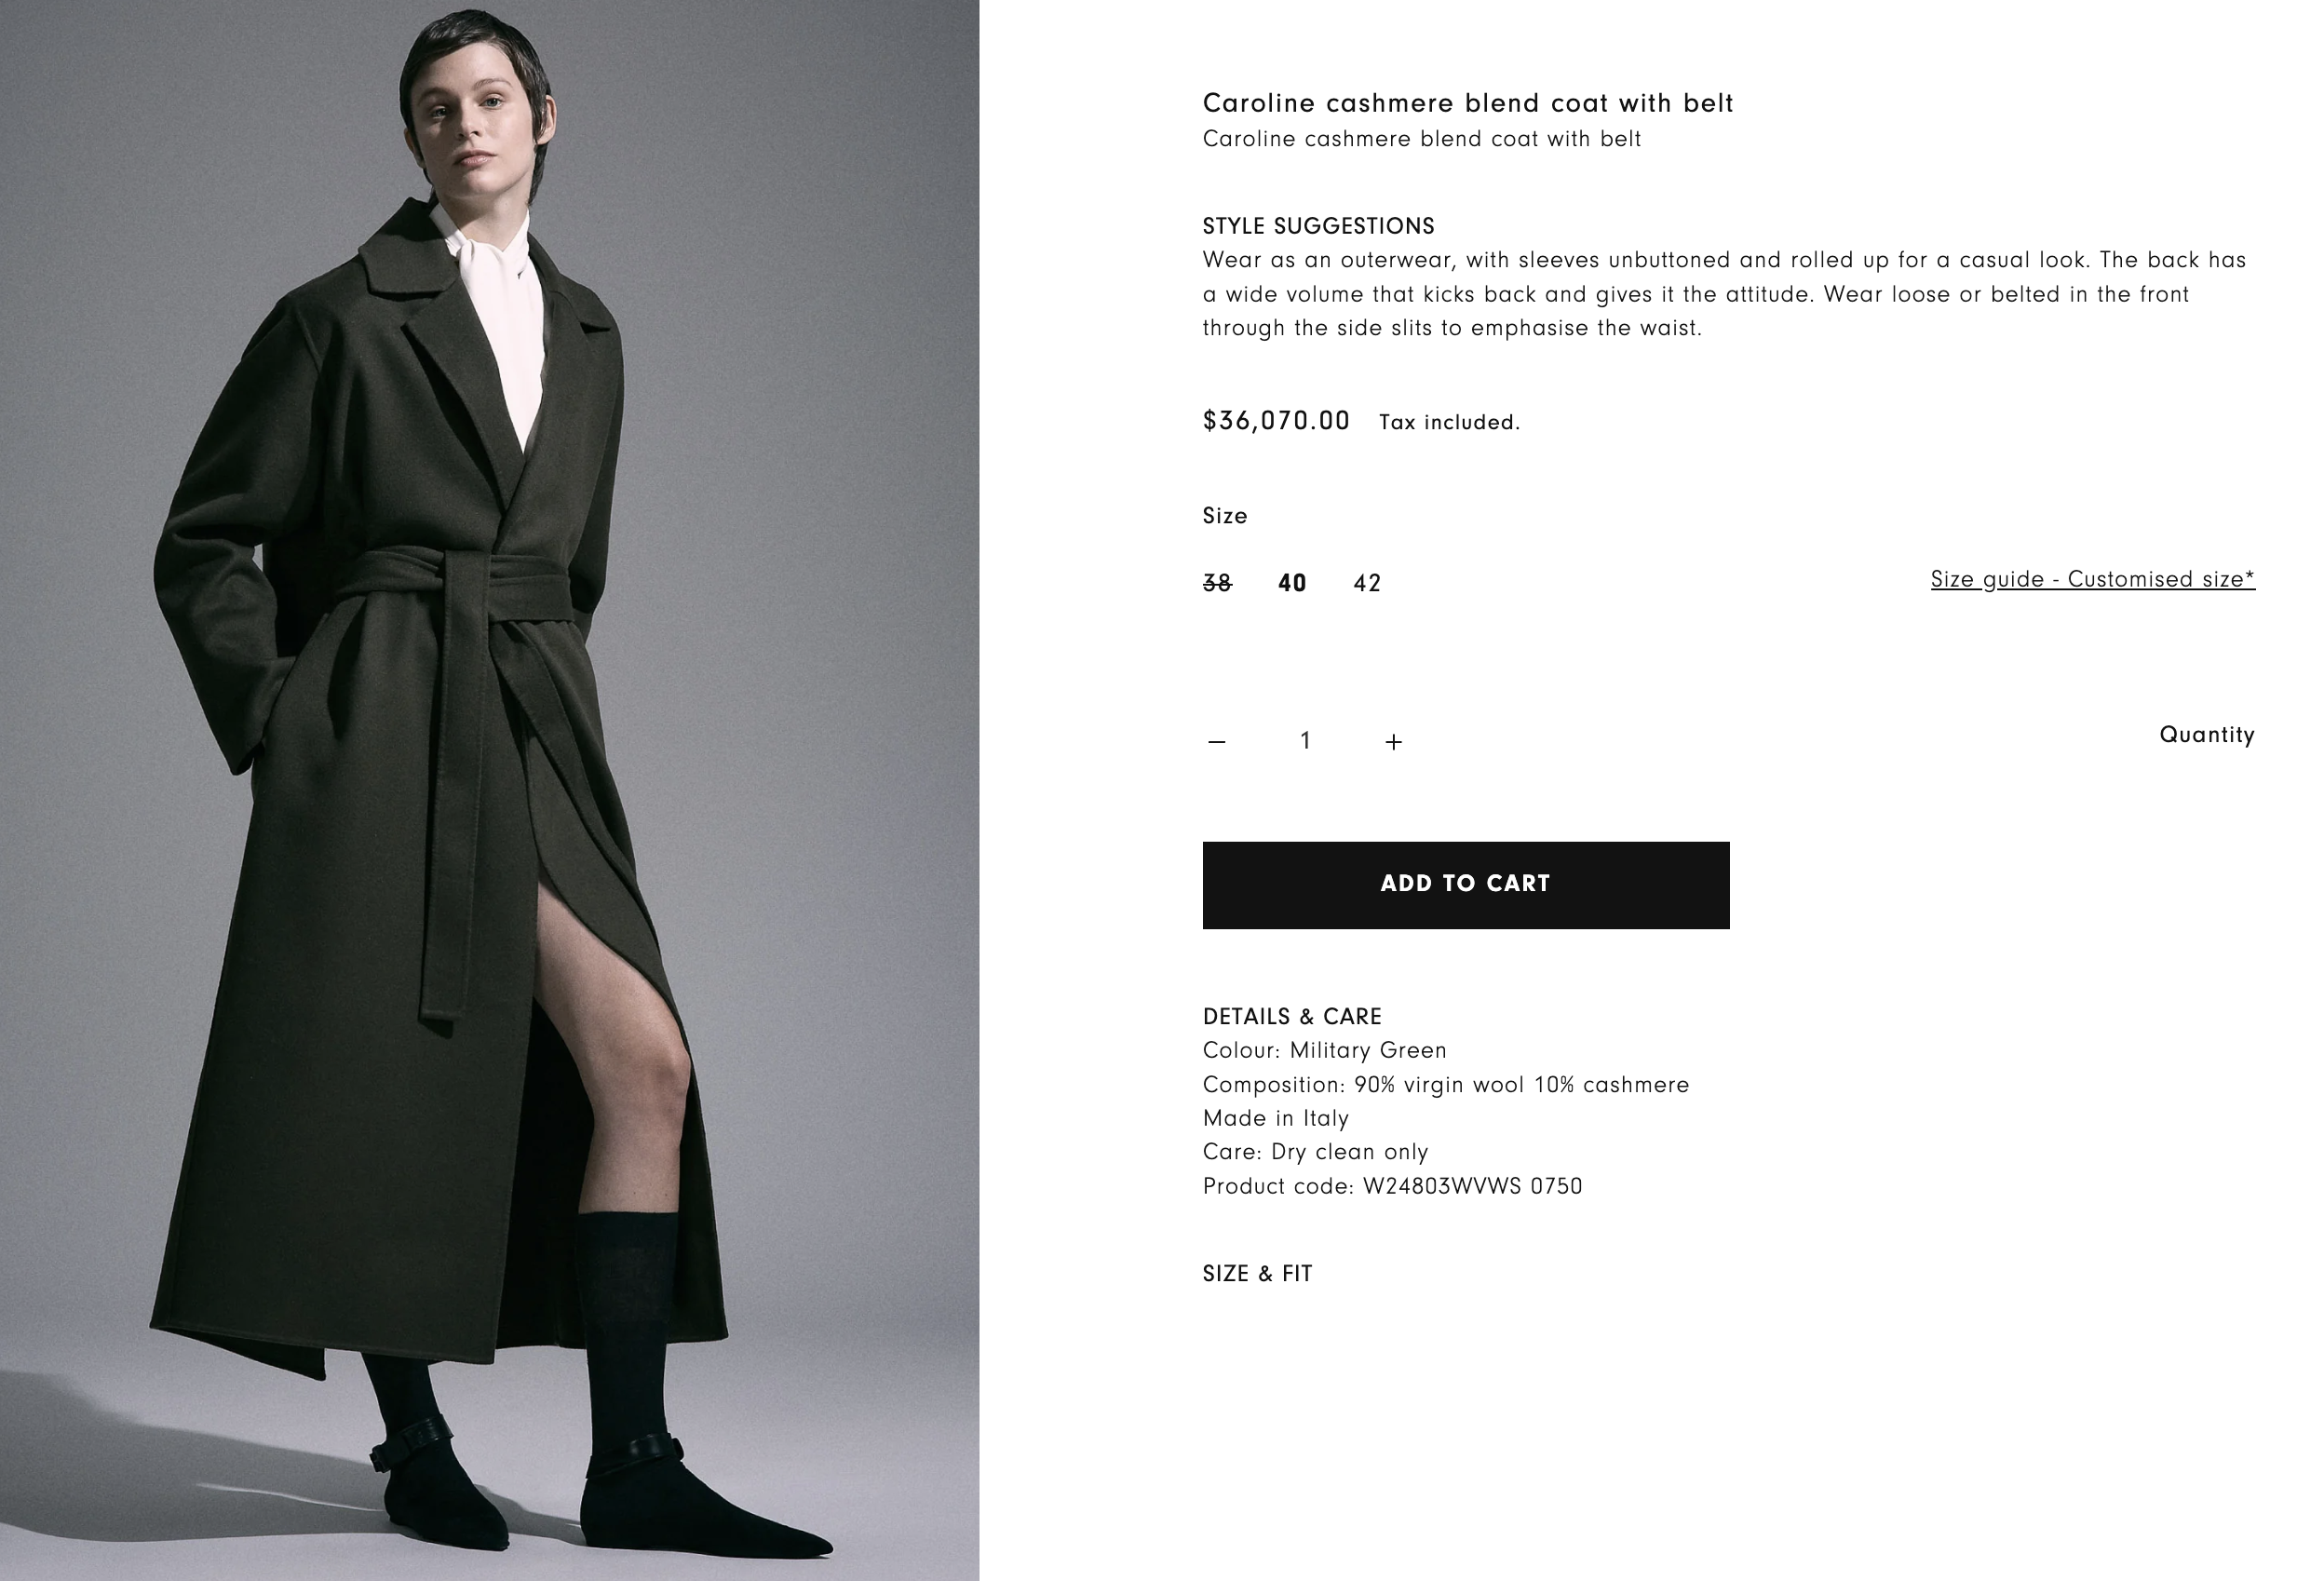 Caroline cashmere blend coat with belt
Caroline cashmere blend coat with belt
STYLE SUGGESTIONS
Wear as an outerwear, with sleeves unbuttoned and rolled up for a casual look. The back has
a wide volume that kicks back and gives it the attitude. Wear loose or belted in the front
through the side slits to emphasise the waist.
$36,070.00 Tax included.
Size
38 40 42 Size guide - Customised size*
− 1 + Quantity
ADD TO CART
DETAILS & CARE
Colour: Military Green
Composition: 90% virgin wool 10% cashmere
Made in Italy
Care: Dry clean only
Product code: W24803WVWS 0750
SIZE & FIT